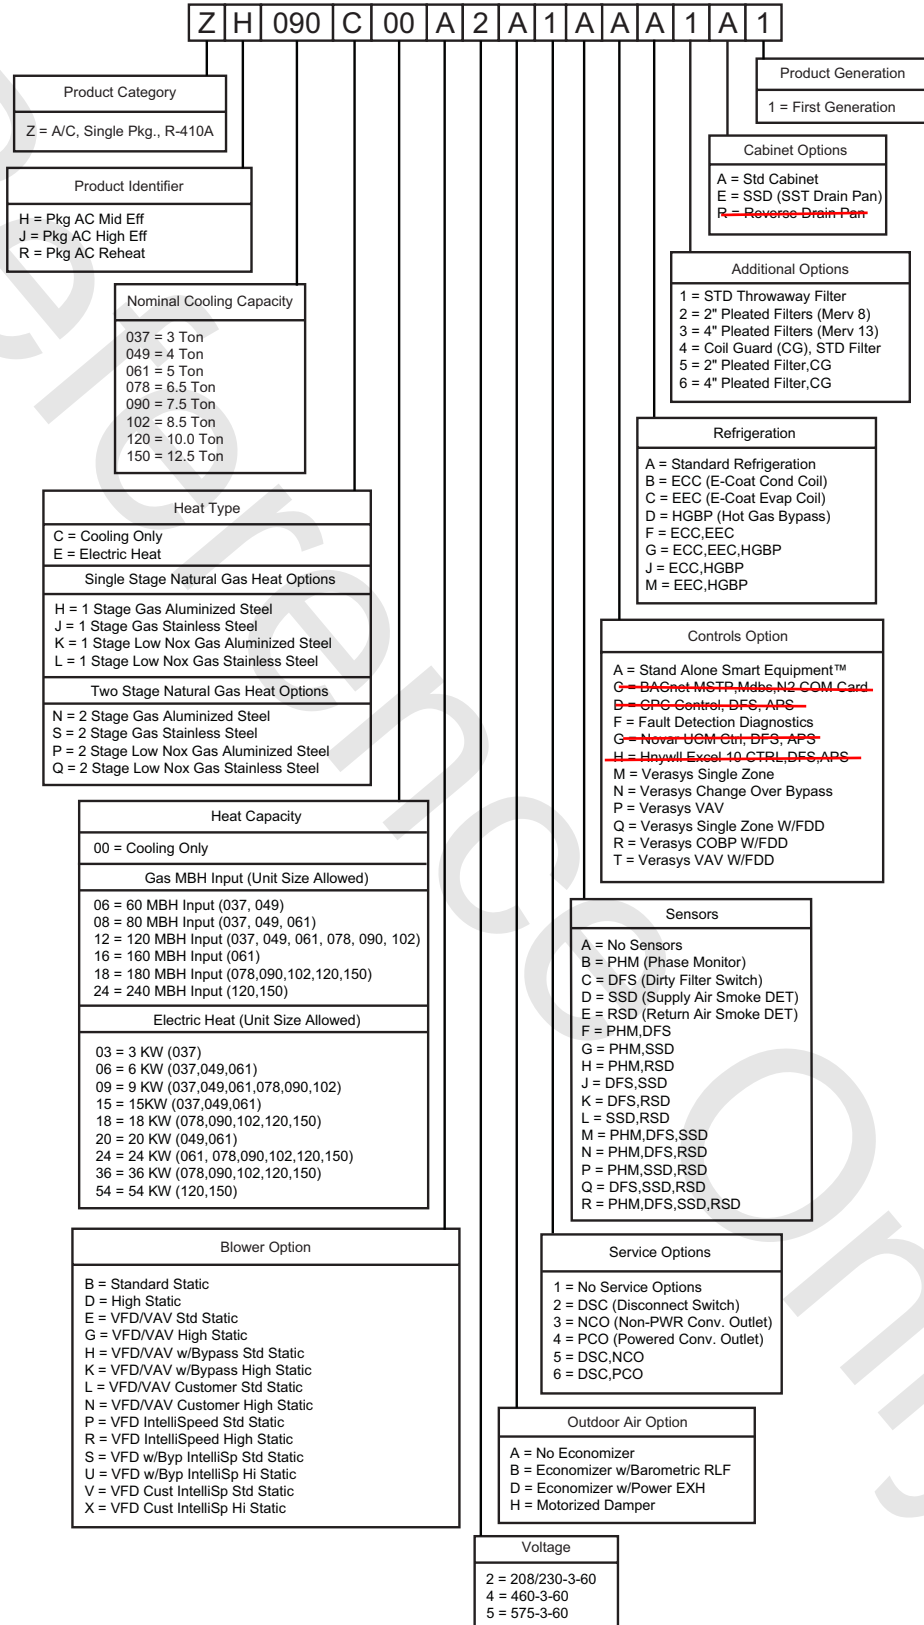 Z H 090 C 00 A 2 A 1 A A A 1 A 1
Product Category
Z = A/C, Single Pkg., R-410A
Product Identifier
H = Pkg AC Mid Eff
J = Pkg AC High Eff
R = Pkg AC Reheat
Nominal Cooling Capacity
037 = 3 Ton
049 = 4 Ton
061 = 5 Ton
078 = 6.5 Ton
090 = 7.5 Ton
102 = 8.5 Ton
120 = 10.0 Ton
150 = 12.5 Ton
Heat Type
C = Cooling Only
E = Electric Heat
Single Stage Natural Gas Heat Options
H = 1 Stage Gas Aluminized Steel
J = 1 Stage Gas Stainless Steel
K = 1 Stage Low Nox Gas Aluminized Steel
L = 1 Stage Low Nox Gas Stainless Steel
Two Stage Natural Gas Heat Options
N = 2 Stage Gas Aluminized Steel
S = 2 Stage Gas Stainless Steel
P = 2 Stage Low Nox Gas Aluminized Steel
Q = 2 Stage Low Nox Gas Stainless Steel
Heat Capacity
00 = Cooling Only
Gas MBH Input (Unit Size Allowed)
06 = 60 MBH Input (037, 049)
08 = 80 MBH Input (037, 049, 061)
12 = 120 MBH Input (037, 049, 061, 078, 090, 102)
16 = 160 MBH Input (061)
18 = 180 MBH Input (078,090,102,120,150)
24 = 240 MBH Input (120,150)
Electric Heat (Unit Size Allowed)
03 = 3 KW (037)
06 = 6 KW (037,049,061)
09 = 9 KW (037,049,061,078,090,102)
15 = 15KW (037,049,061)
18 = 18 KW (078,090,102,120,150)
20 = 20 KW (049,061)
24 = 24 KW (061, 078,090,102,120,150)
36 = 36 KW (078,090,102,120,150)
54 = 54 KW (120,150)
Blower Option
B = Standard Static
D = High Static
E = VFD/VAV Std Static
G = VFD/VAV High Static
H = VFD/VAV w/Bypass Std Static
K = VFD/VAV w/Bypass High Static
L = VFD/VAV Customer Std Static
N = VFD/VAV Customer High Static
P = VFD IntelliSpeed Std Static
R = VFD IntelliSpeed High Static
S = VFD w/Byp IntelliSp Std Static
U = VFD w/Byp IntelliSp Hi Static
V = VFD Cust IntelliSp Std Static
X = VFD Cust IntelliSp Hi Static
Product Generation
1 = First Generation
Cabinet Options
A = Std Cabinet
E = SSD (SST Drain Pan)
R = Reverse Drain Pan
Additional Options
1 = STD Throwaway Filter
2 = 2" Pleated Filters (Merv 8)
3 = 4" Pleated Filters (Merv 13)
4 = Coil Guard (CG), STD Filter
5 = 2" Pleated Filter,CG
6 = 4" Pleated Filter,CG
Refrigeration
A = Standard Refrigeration
B = ECC (E-Coat Cond Coil)
C = EEC (E-Coat Evap Coil)
D = HGBP (Hot Gas Bypass)
F = ECC,EEC
G = ECC,EEC,HGBP
J = ECC,HGBP
M = EEC,HGBP
Controls Option
A = Stand Alone Smart Equipment™
C = BACnet MSTP,Mdbs,N2 COM Card
D = CPC Control, DFS, APS
F = Fault Detection Diagnostics
G = Novar UCM Ctrl, DFS, APS
H = Hnywll Excel 10 CTRL,DFS,APS
M = Verasys Single Zone
N = Verasys Change Over Bypass
P = Verasys VAV
Q = Verasys Single Zone W/FDD
R = Verasys COBP W/FDD
T = Verasys VAV W/FDD
Sensors
A = No Sensors
B = PHM (Phase Monitor)
C = DFS (Dirty Filter Switch)
D = SSD (Supply Air Smoke DET)
E = RSD (Return Air Smoke DET)
F = PHM,DFS
G = PHM,SSD
H = PHM,RSD
J = DFS,SSD
K = DFS,RSD
L = SSD,RSD
M = PHM,DFS,SSD
N = PHM,DFS,RSD
P = PHM,SSD,RSD
Q = DFS,SSD,RSD
R = PHM,DFS,SSD,RSD
Service Options
1 = No Service Options
2 = DSC (Disconnect Switch)
3 = NCO (Non-PWR Conv. Outlet)
4 = PCO (Powered Conv. Outlet)
5 = DSC,NCO
6 = DSC,PCO
Outdoor Air Option
A = No Economizer
B = Economizer w/Barometric RLF
D = Economizer w/Power EXH
H = Motorized Damper
Voltage
2 = 208/230-3-60
4 = 460-3-60
5 = 575-3-60